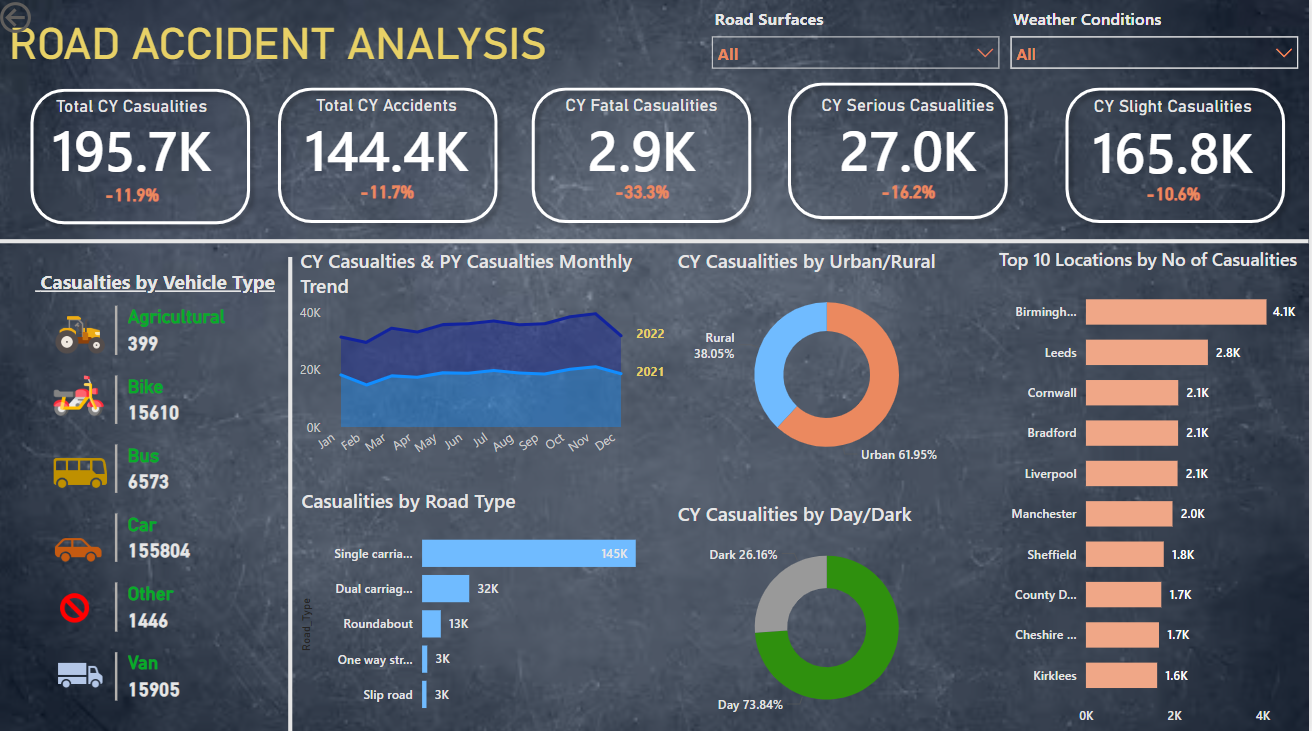 ROAD ACCIDENT ANALYSIS
Road Surfaces
All
Weather Conditions
All
Total CY Casualities
195.7K
-11.9%
Total CY Accidents
144.4K
-11.7%
CY Fatal Casualities
2.9K
-33.3%
CY Serious Casualities
27.0K
-16.2%
CY Slight Casualities
165.8K
-10.6%
Casualties by Vehicle Type
Agricultural
399
Bike
15610
Bus
6573
Car
155804
Other
1446
Van
15905
CY Casualties & PY Casualties Monthly
Trend
40K
20K
0K
2022
2021
Jan
Feb
Mar
Apr
May
Jun
Jul
Aug
Sep
Oct
Nov
Dec
Casualities by Road Type
Road_Type
Single carria... 145K
Dual carriag... 32K
Roundabout 13K
One way str... 3K
Slip road 3K
CY Casualities by Urban/Rural
Rural
38.05%
Urban 61.95%
CY Casualities by Day/Dark
Dark 26.16%
Day 73.84%
Top 10 Locations by No of Casualities
Birmingh... 4.1K
Leeds 2.8K
Cornwall 2.1K
Bradford 2.1K
Liverpool 2.1K
Manchester 2.0K
Sheffield 1.8K
County D... 1.7K
Cheshire ... 1.7K
Kirklees 1.6K
0K 2K 4K